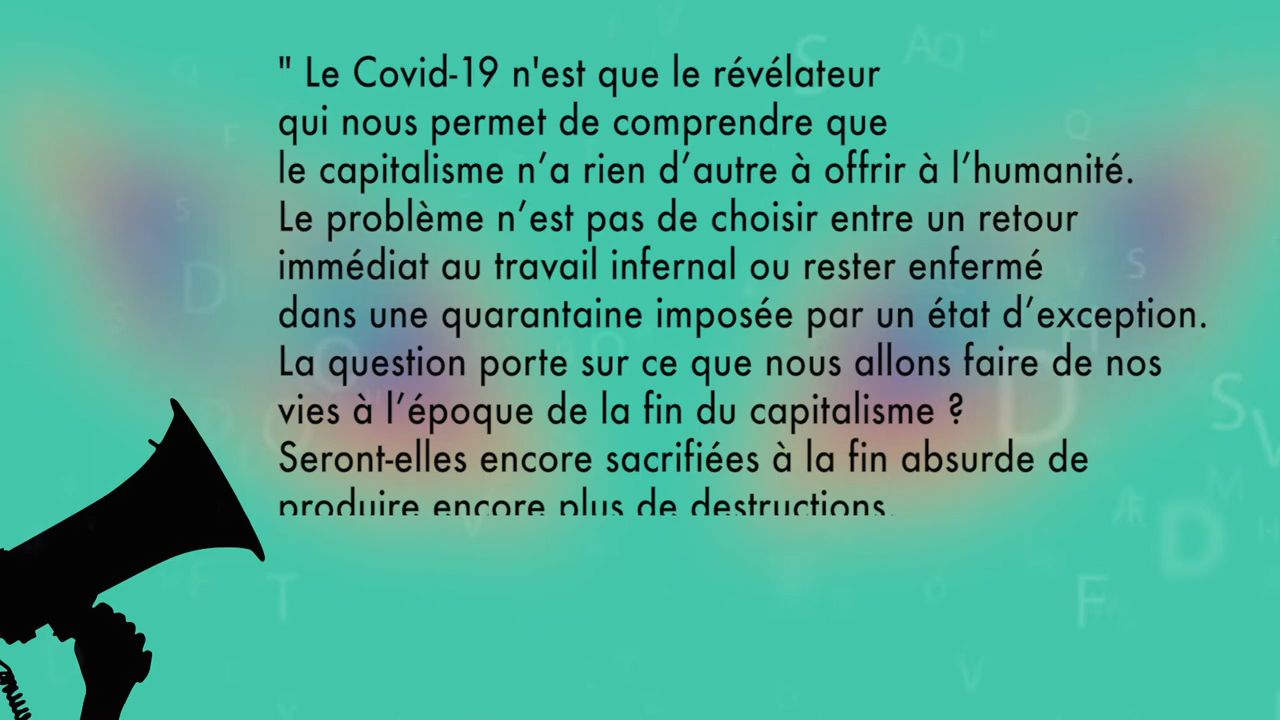 " Le Covid-19 n'est que le révélateur
qui nous permet de comprendre que
le capitalisme n’a rien d’autre à offrir à l’humanité.
Le problème n’est pas de choisir entre un retour
immédiat au travail infernal ou rester enfermé
dans une quarantaine imposée par un état d’exception.
La question porte sur ce que nous allons faire de nos
vies à l’époque de la fin du capitalisme ?
Seront-elles encore sacrifiées à la fin absurde de
produire encore plus de destructions.